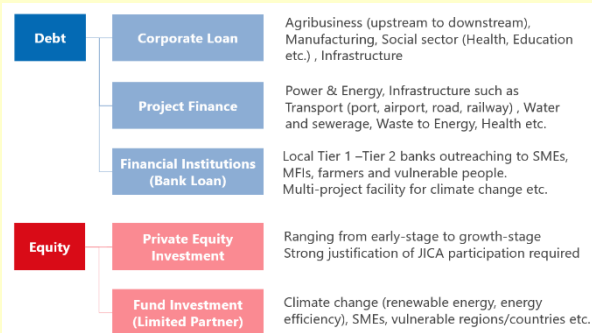 Debt
Corporate Loan
Agribusiness (upstream to downstream),
Manufacturing, Social sector (Health, Education
etc.) , Infrastructure
Project Finance
Power & Energy, Infrastructure such as
Transport (port, airport, road, railway) , Water
and sewerage, Waste to Energy, Health etc.
Financial Institutions
(Bank Loan)
Local Tier 1 –Tier 2 banks outreaching to SMEs,
MFIs, farmers and vulnerable people.
Multi-project facility for climate change etc.
Equity
Private Equity
Investment
Ranging from early-stage to growth-stage
Strong justification of JICA participation required
Fund Investment
(Limited Partner)
Climate change (renewable energy, energy
efficiency), SMEs, vulnerable regions/countries etc.